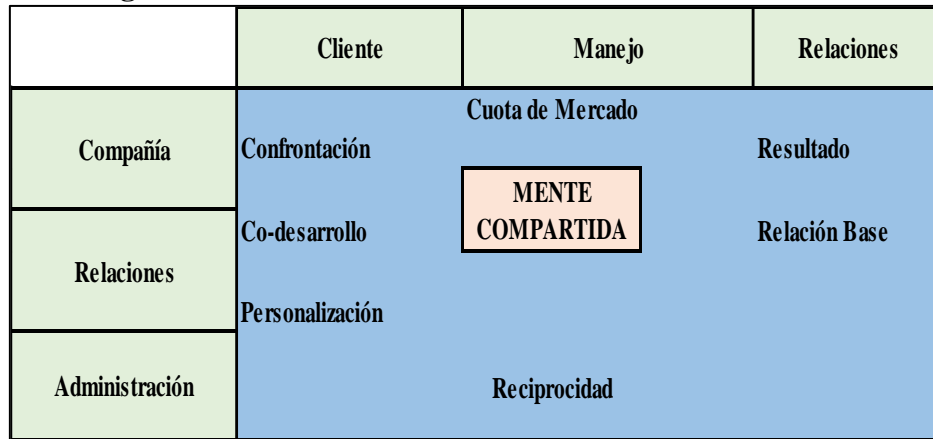 Cliente Manejo Relaciones
Cuota de Mercado
Compañía Confrontación Resultado
MENTE
COMPARTIDA
Co-desarrollo Relación Base
Relaciones
Personalización
Administración Reciprocidad